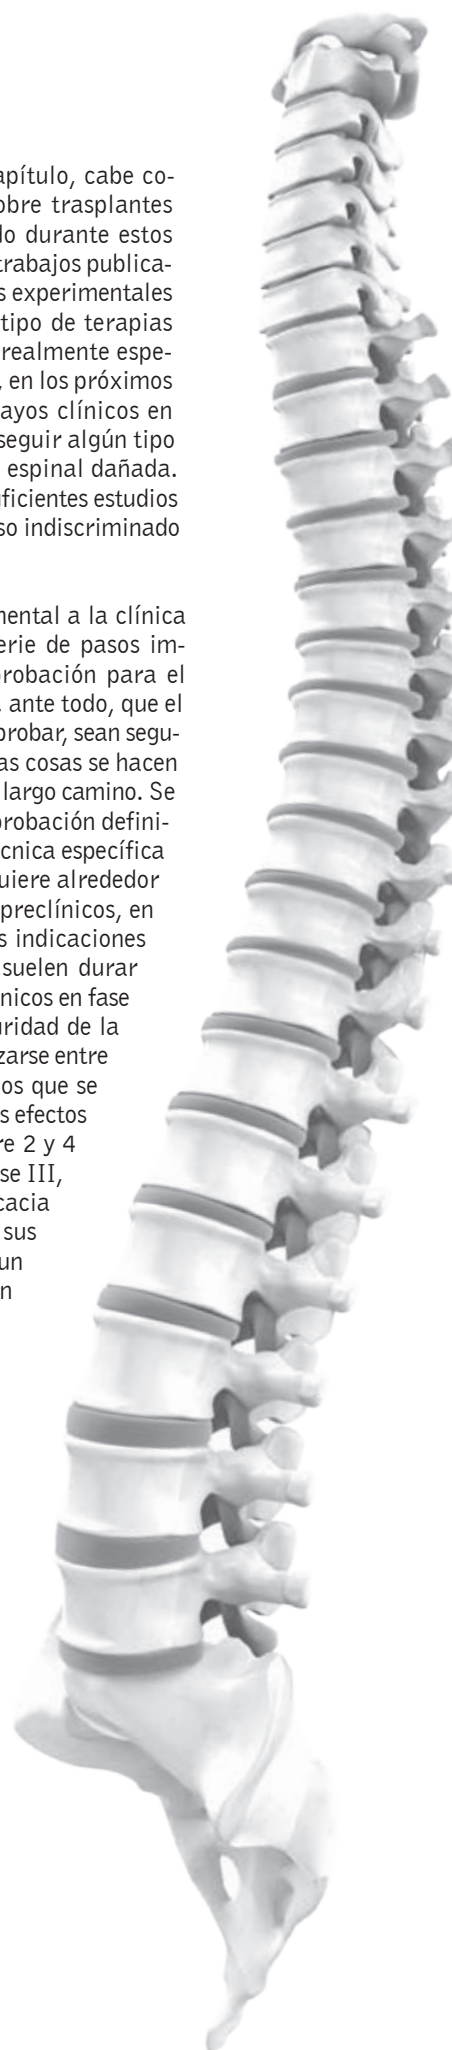 apítulo, cabe co-
obre trasplantes
do durante estos
trabajos publica-
s experimentales
tipo de terapias
realmente espe-
, en los próximos
ayos clínicos en
seguir algún tipo
espinal dañada.
ficientes estudios
so indiscriminado
mental a la clínica
erie de pasos im-
probación para el
, ante todo, que el
probar, sean segu-
as cosas se hacen
largo camino. Se
probación defini-
cnica específica
uiere alrededor
preclínicos, en
s indicaciones
suelen durar
nicos en fase
uridad de la
zarse entre
os que se
s efectos
re 2 y 4
se III,
cacia
sus
un
n